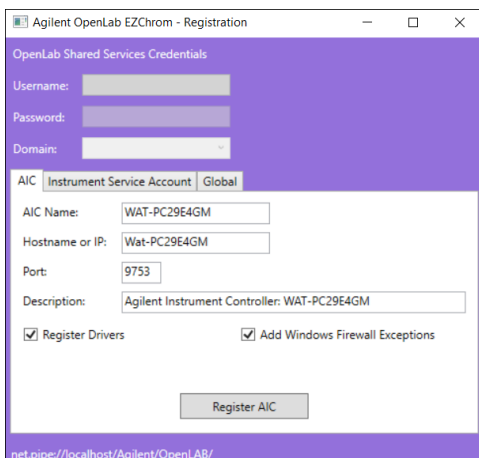 Agilent OpenLab EZChrom - Registration
OpenLab Shared Services Credentials
Username:
Password:
Domain:
AIC Instrument Service Account Global
AIC Name: WAT-PC29E4GM
Hostname or IP: Wat-PC29E4GM
Port: 9753
Description: Agilent Instrument Controller: WAT-PC29E4GM
Register Drivers Add Windows Firewall Exceptions
Register AIC
net.pipe://localhost/Agilent/OpenLAB/